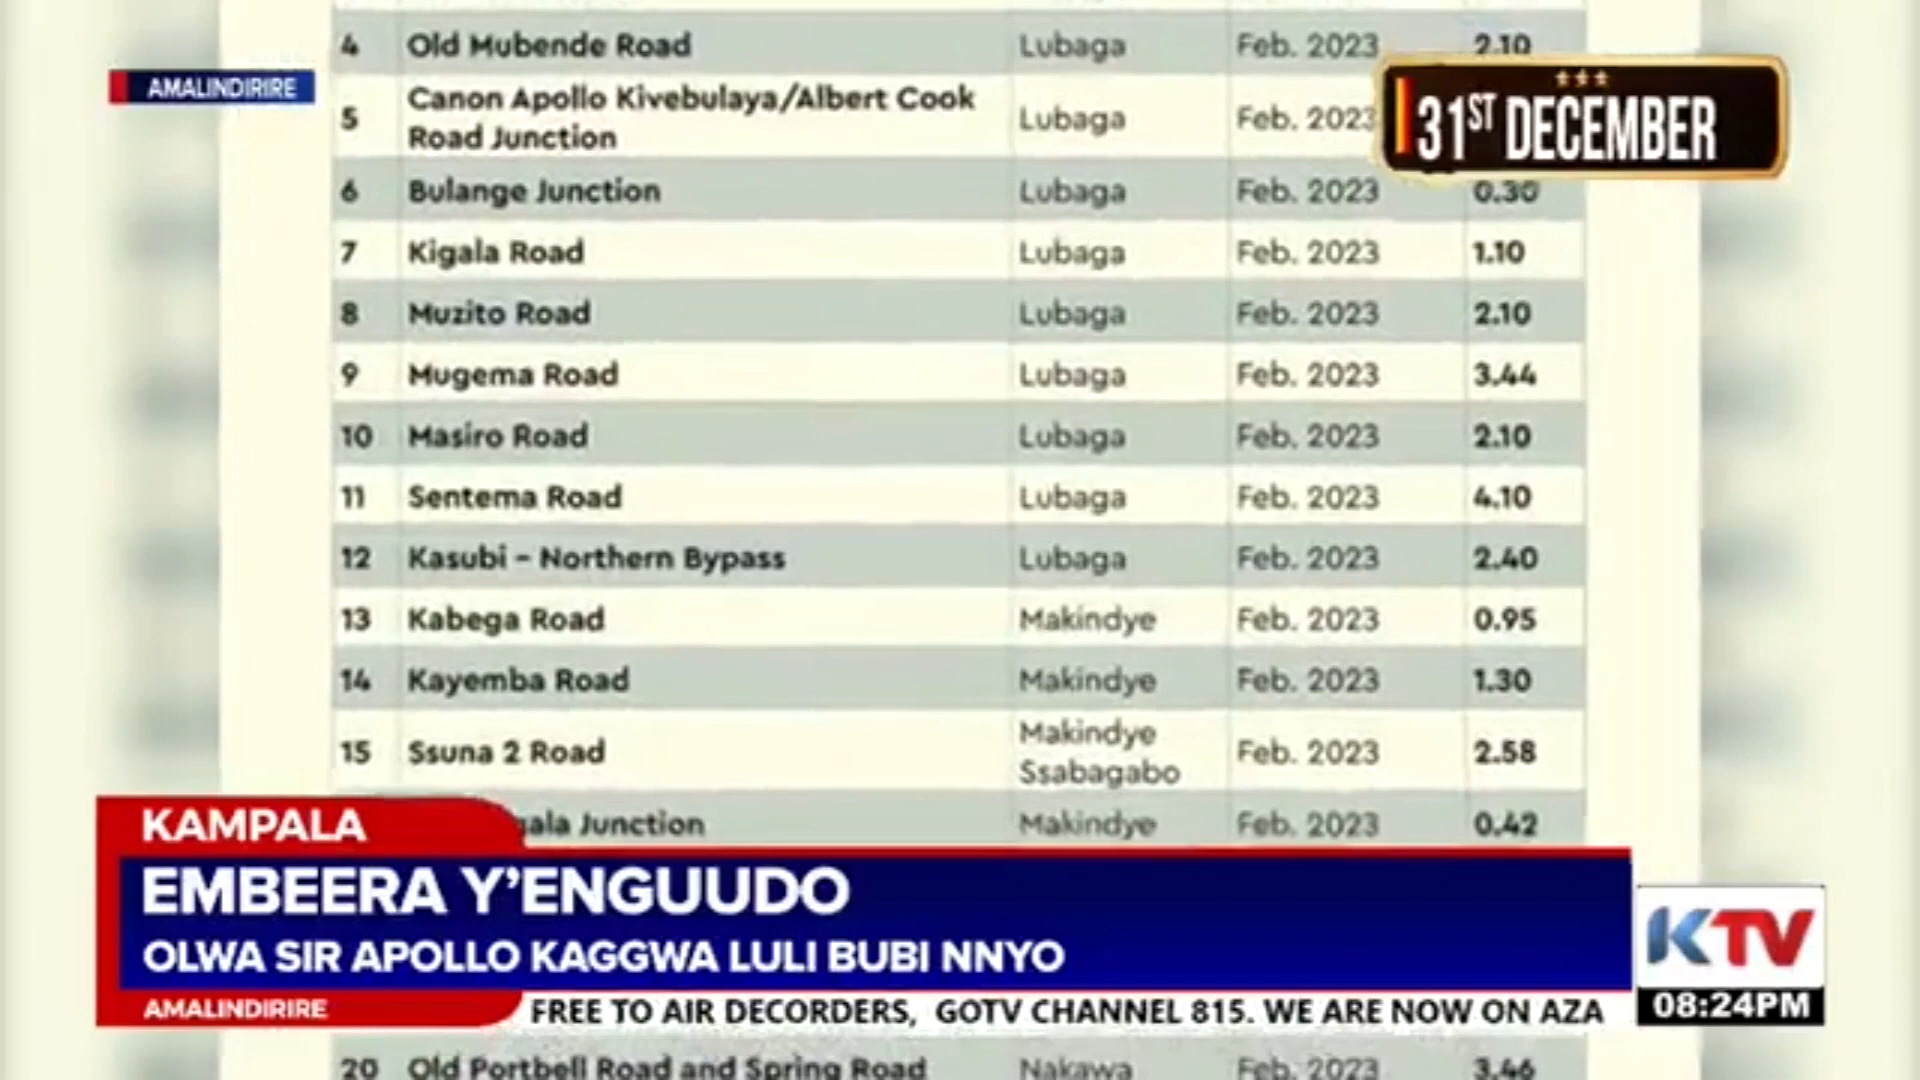 4 Old Mubende Road Lubaga Feb. 2023 2.10
AMALINDIRIRE
31ST DECEMBER
5 Canon Apollo Kivebulaya/Albert Cook
Road Junction Lubaga Feb. 2023
6 Bulange Junction Lubaga Feb. 2023 0.30
7 Kigala Road Lubaga Feb. 2023 1.10
8 Muzito Road Lubaga Feb. 2023 2.10
9 Mugema Road Lubaga Feb. 2023 3.44
10 Masiro Road Lubaga Feb. 2023 2.10
11 Sentema Road Lubaga Feb. 2023 4.10
12 Kasubi – Northern Bypass Lubaga Feb. 2023 2.40
13 Kabega Road Makindye Feb. 2023 0.95
14 Kayemba Road Makindye Feb. 2023 1.30
15 Ssuna 2 Road Makindye
Ssabagabo Feb. 2023 2.58
Junction Makindye Feb. 2023 0.42
KAMPALA
EMBEERA Y'ENGUUDO
OLWA SIR APOLLO KAGGWA LULI BUBI NNYO
AMALINDIRIRE
FREE TO AIR DECORDERS, GOTV CHANNEL 815. WE ARE NOW ON AZA
KTV
08:24PM
20 Old Portbell Road and Spring Road Nakawa Feb. 2023 3.46